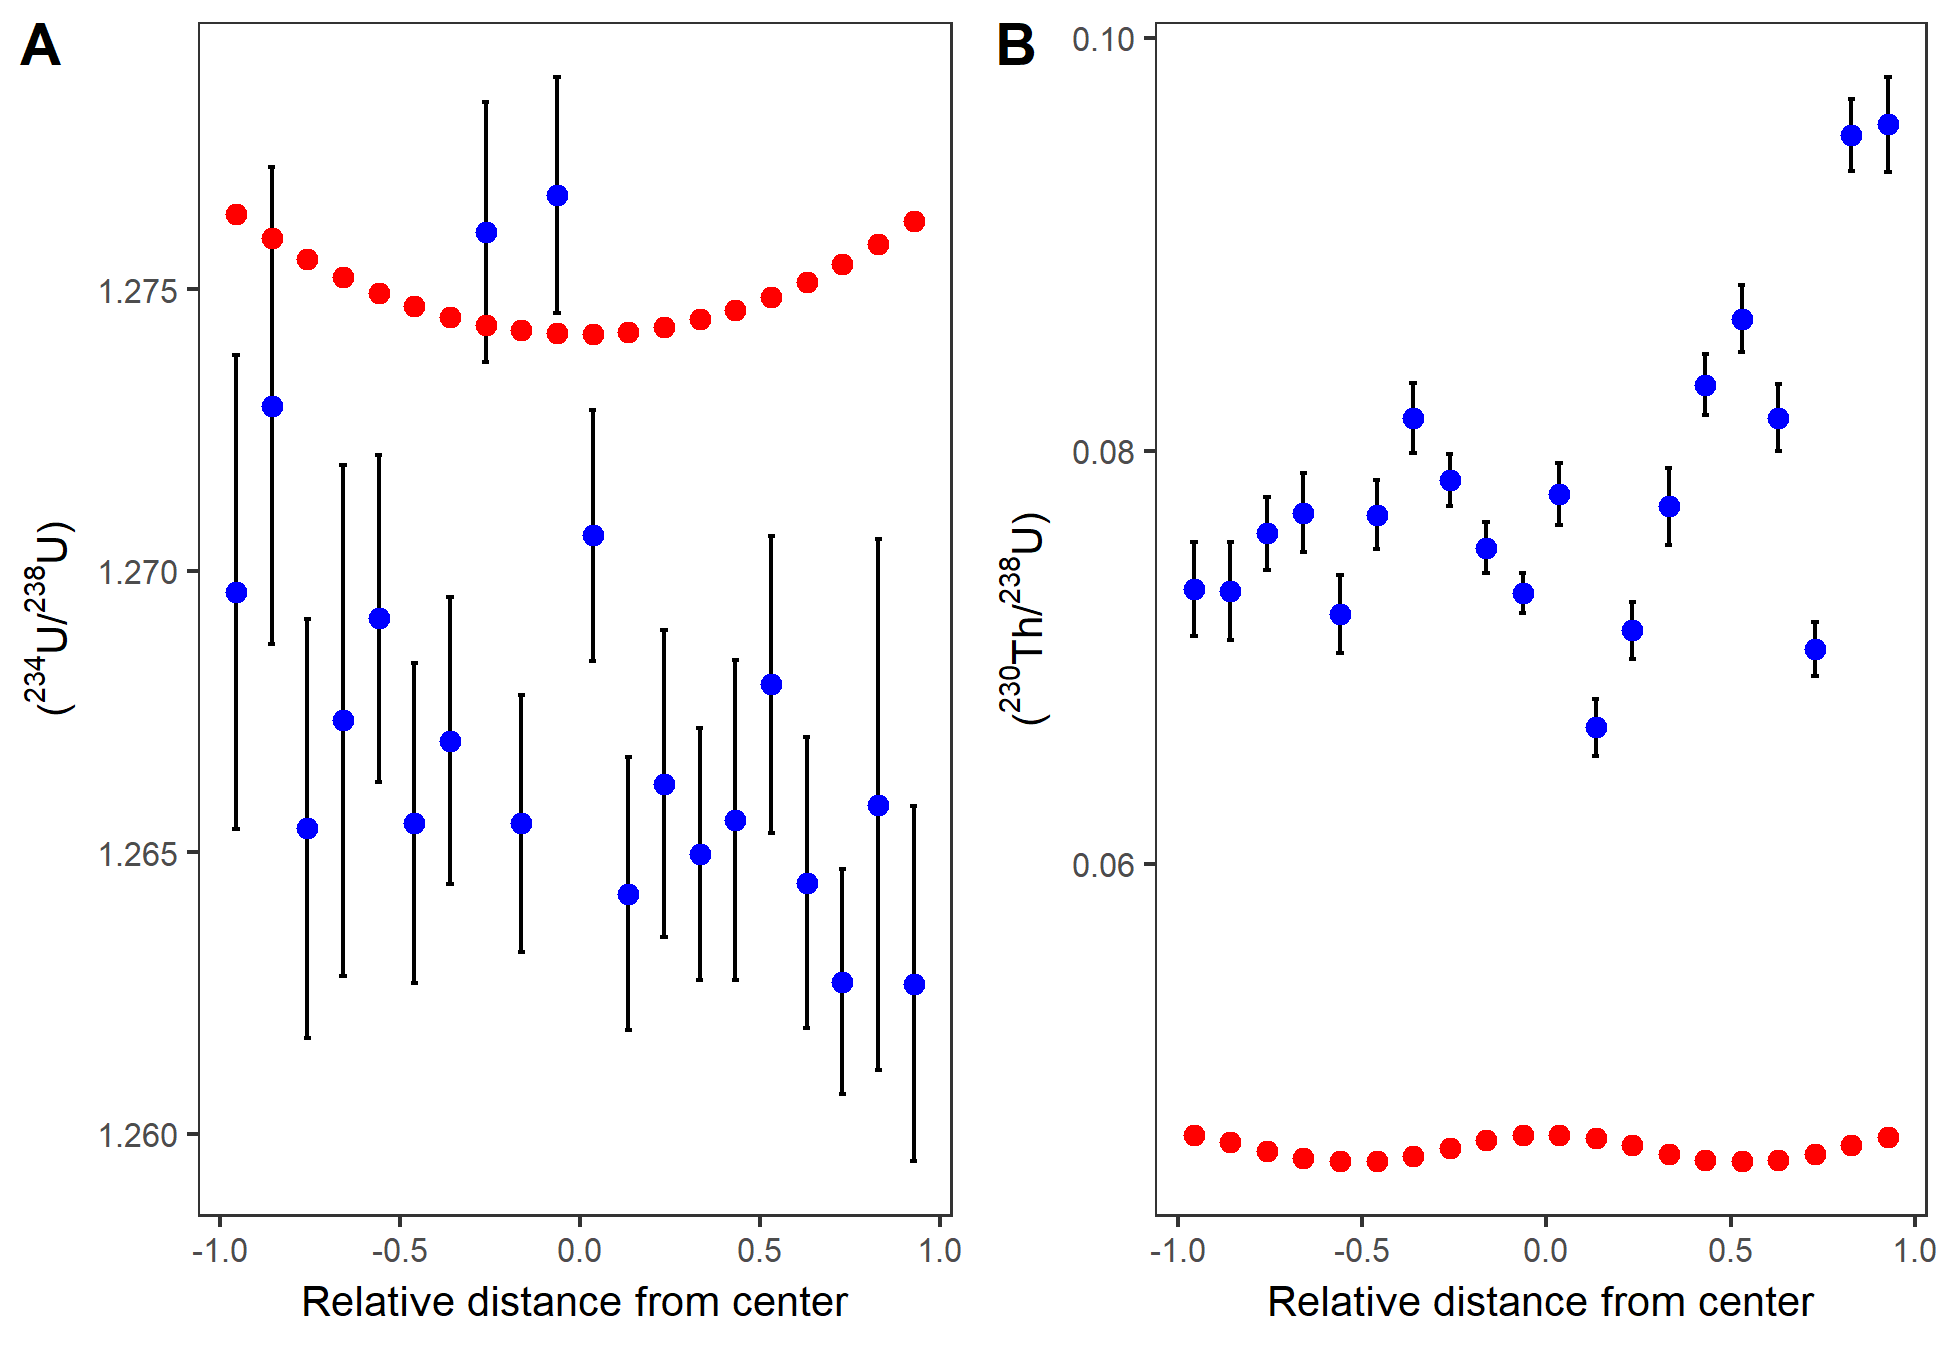 A
B
(²³⁴U/²³⁸U)
1.275
1.270
1.265
1.260
-1.0 -0.5 0.0 0.5 1.0
Relative distance from center
(²³⁰Th/²³⁸U)
0.10
0.08
0.06
-1.0 -0.5 0.0 0.5 1.0
Relative distance from center